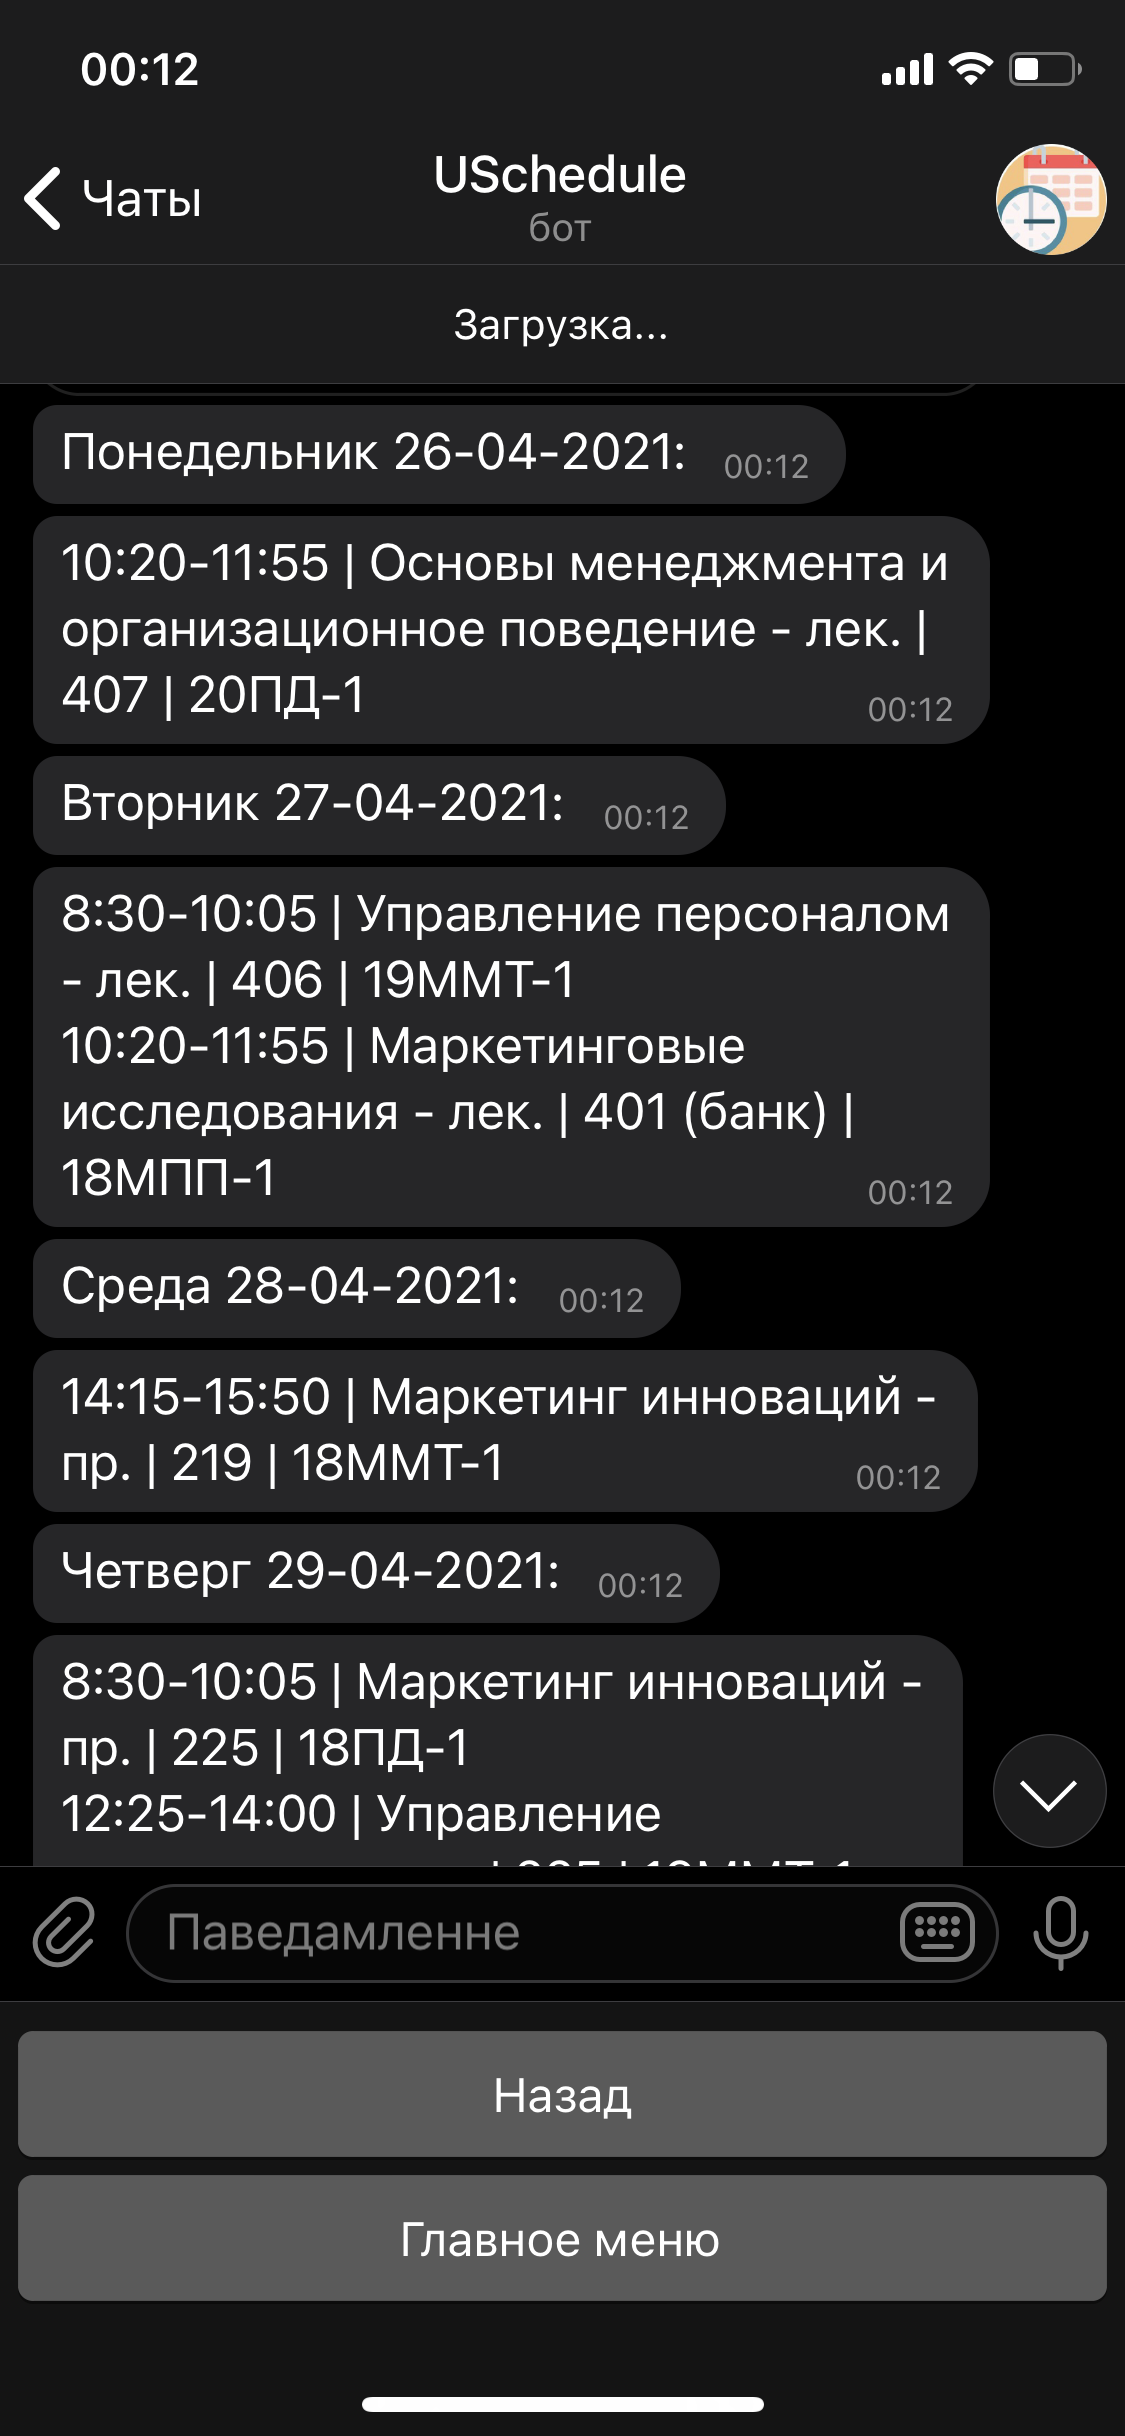 00:12
Чаты
USchedule
бот
Загрузка...
Понедельник 26-04-2021: 00:12
10:20-11:55 | Основы менеджмента и
организационное поведение - лек. |
407 | 20ПД-1 00:12
Вторник 27-04-2021: 00:12
8:30-10:05 | Управление персоналом
- лек. | 406 | 19ММТ-1
10:20-11:55 | Маркетинговые
исследования - лек. | 401 (банк) |
18МПП-1 00:12
Среда 28-04-2021: 00:12
14:15-15:50 | Маркетинг инноваций -
пр. | 219 | 18ММТ-1 00:12
Четверг 29-04-2021: 00:12
8:30-10:05 | Маркетинг инноваций -
пр. | 225 | 18ПД-1
12:25-14:00 | Управление
Паведамленне
Назад
Главное меню